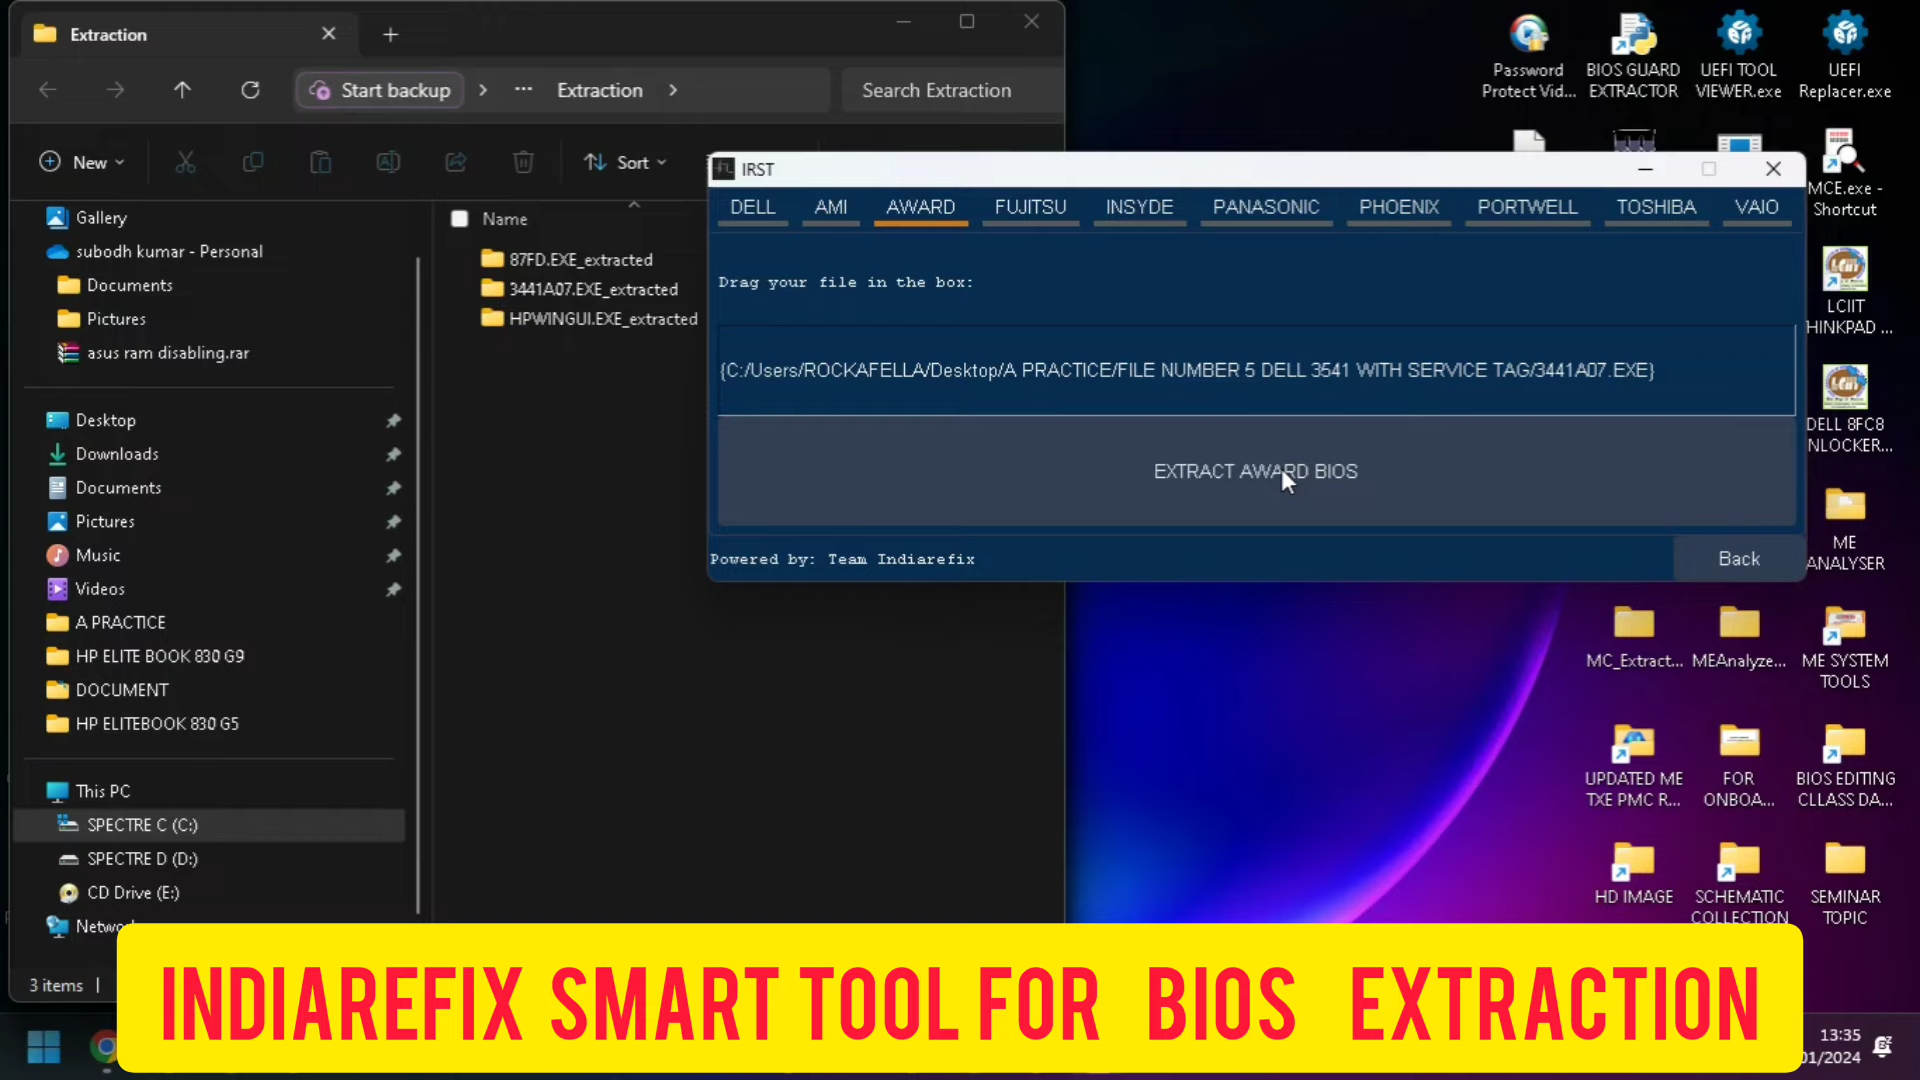 Extraction
Start backup
Extraction
Search Extraction
New
Sort
Gallery
subodh kumar - Personal
Documents
Pictures
asus ram disabling.rar
Desktop
Downloads
Documents
Pictures
Music
Videos
A PRACTICE
HP ELITE BOOK 830 G9
DOCUMENT
HP ELITEBOOK 830 G5
This PC
SPECTRE C (C:)
SPECTRE D (D:)
CD Drive (E:)
3 items
Name
87FD.EXE_extracted
3441A07.EXE_extracted
HPWINGUI.EXE_extracted
IRST
DELL AMI AWARD FUJITSU INSYDE PANASONIC PHOENIX PORTWELL TOSHIBA VAIO
Drag your file in the box:
{C:/Users/ROCKAFELLA/Desktop/A PRACTICE/FILE NUMBER 5 DELL 3541 WITH SERVICE TAG/3441A07.EXE}
EXTRACT AWARD BIOS
Powered by: Team Indiarefix
Back
Password
Protect Vid...
BIOS GUARD
EXTRACTOR
UEFI TOOL
VIEWER.exe
UEFI
Replacer.exe
MCE.exe -
Shortcut
LCIIT
HINKPAD ...
DELL 8FC8
NLOCKER...
ME
ANALYSER
MC_Extract...
MEAnalyze...
ME SYSTEM
TOOLS
UPDATED ME
TXE PMC R...
FOR
ONBOA...
BIOS EDITING
CLLASS DA...
HD IMAGE
SCHEMATIC
COLLECTION
SEMINAR
TOPIC
INDIAREFIX SMART TOOL FOR BIOS EXTRACTION
13:35
01/2024